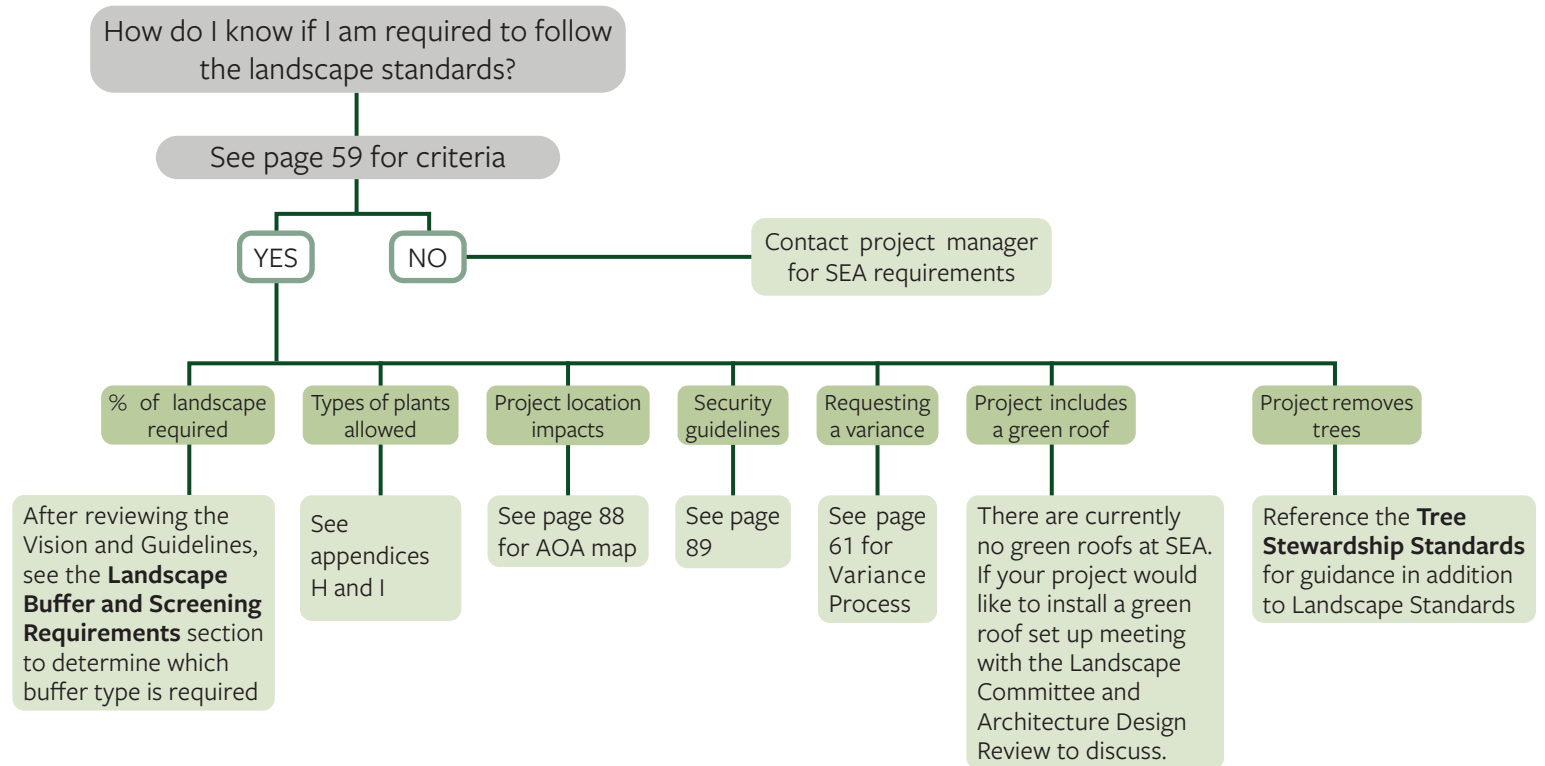 How do I know if I am required to follow
the landscape standards?
See page 59 for criteria
YES
NO
Contact project manager
for SEA requirements
% of landscape
required
After reviewing the
Vision and Guidelines,
see the Landscape
Buffer and Screening
Requirements section
to determine which
buffer type is required
Types of plants
allowed
See
appendices
H and I
Project location
impacts
See page 88
for AOA map
Security
guidelines
See page
89
Requesting
a variance
See page
61 for
Variance
Process
Project includes
a green roof
There are currently
no green roofs at SEA.
If your project would
like to install a green
roof set up meeting
with the Landscape
Committee and
Architecture Design
Review to discuss.
Project removes
trees
Reference the Tree
Stewardship Standards
for guidance in addition
to Landscape Standards